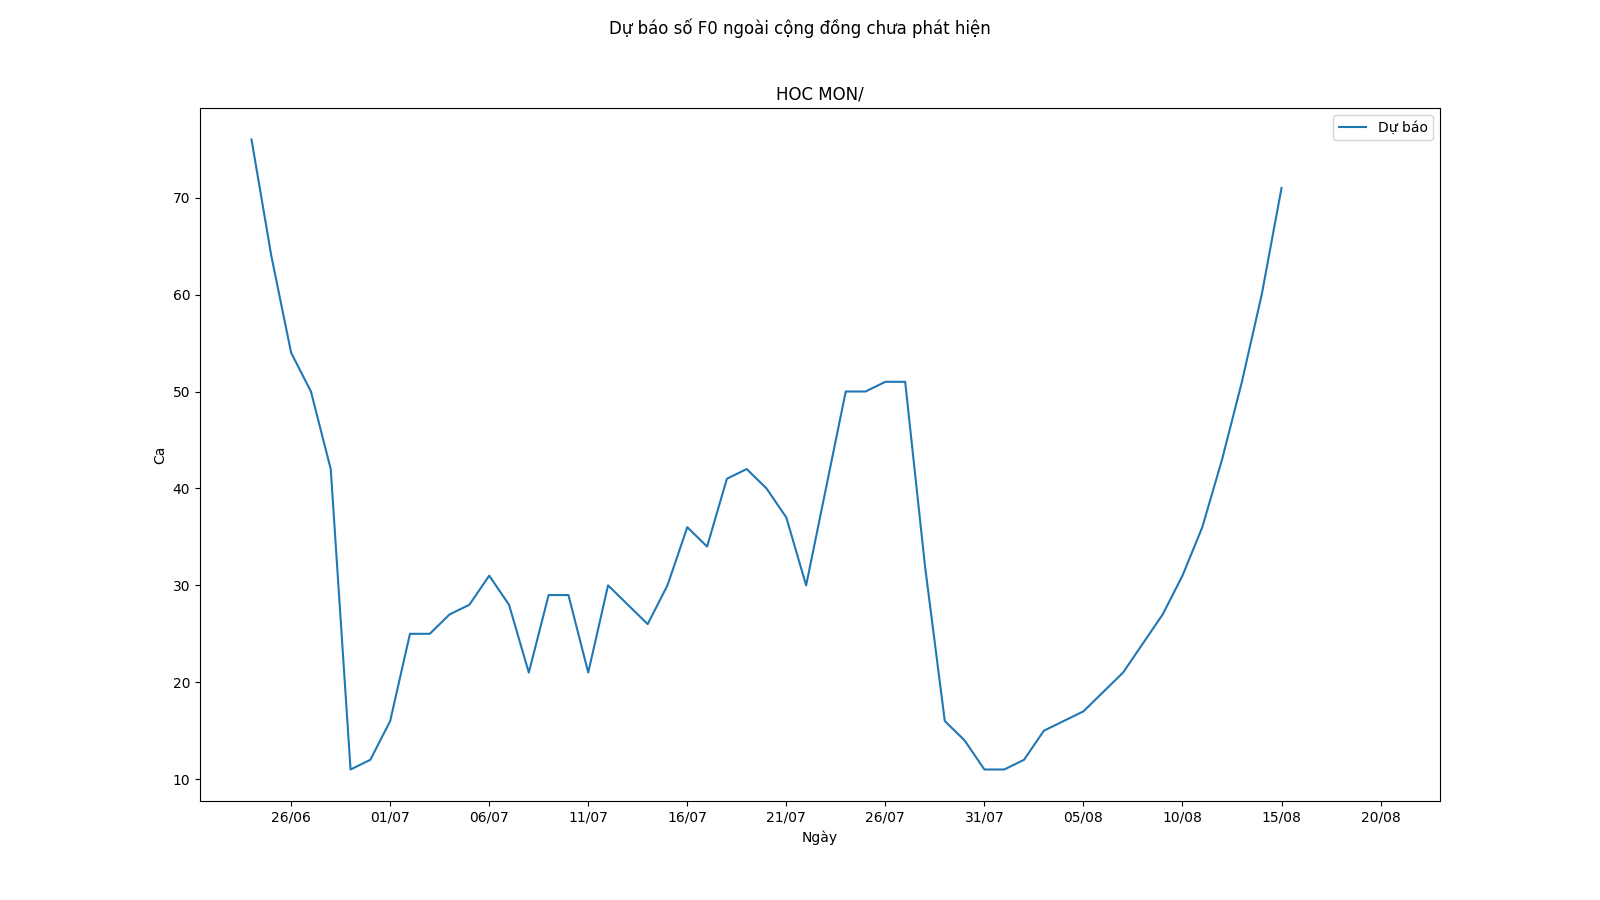 Dự báo số F0 ngoài cộng đồng chưa phát hiện
HOC MON/
Dự báo
70
60
50
40
30
20
10
Ca
26/06 01/07 06/07 11/07 16/07 21/07 26/07 31/07 05/08 10/08 15/08 20/08
Ngày